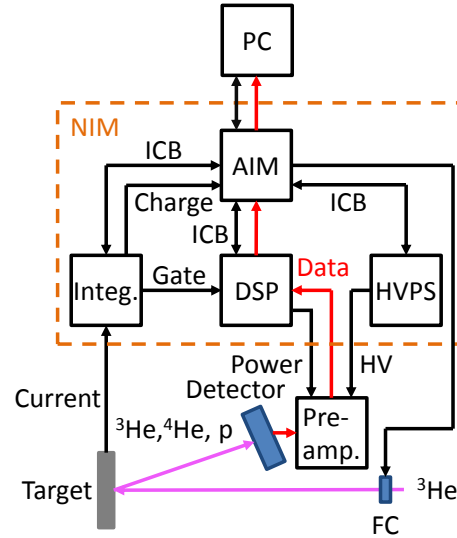 PC
NIM
ICB
AIM
Charge
ICB
ICB
Gate
Data
Integ.
DSP
HVPS
Power
HV
Detector
Current
³He,⁴He, p
Pre-
amp.
Target
³He
FC